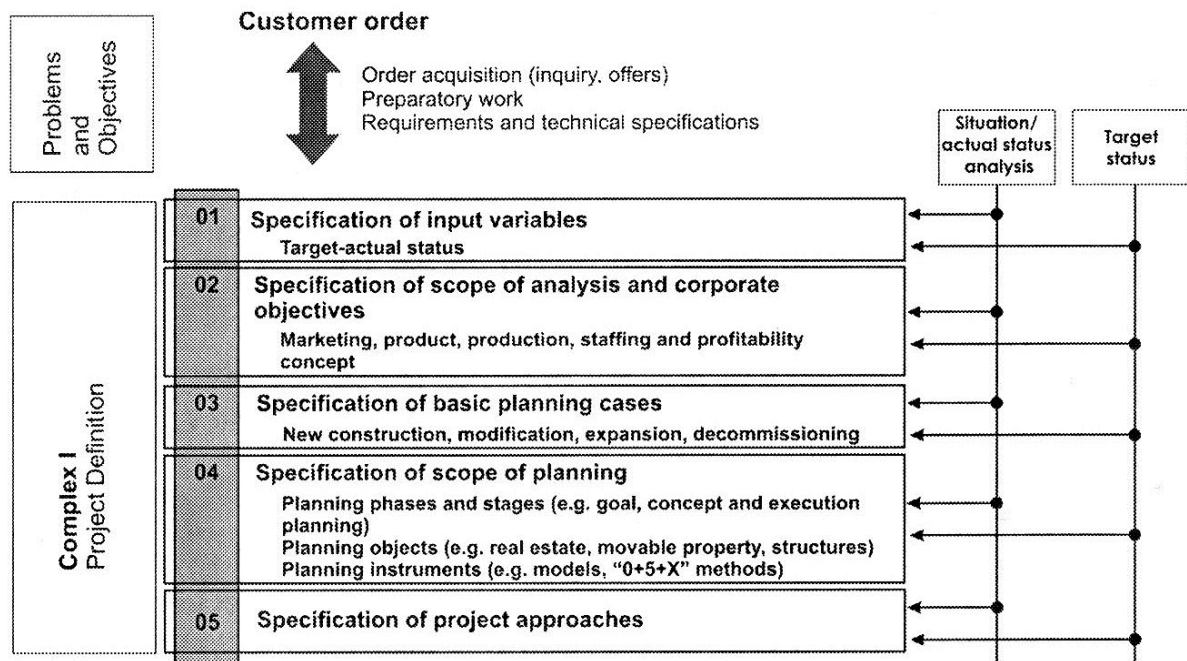 Problems
and
Objectives
Customer order
Order acquisition (inquiry, offers)
Preparatory work
Requirements and technical specifications
Situation/
actual status
analysis
Target
status
Complex I
Project Definition
01
Specification of input variables
Target-actual status
02
Specification of scope of analysis and corporate
objectives
Marketing, product, production, staffing and profitability
concept
03
Specification of basic planning cases
New construction, modification, expansion, decommissioning
04
Specification of scope of planning
Planning phases and stages (e.g. goal, concept and execution
planning)
Planning objects (e.g. real estate, movable property, structures)
Planning instruments (e.g. models, “0+5+X” methods)
05
Specification of project approaches